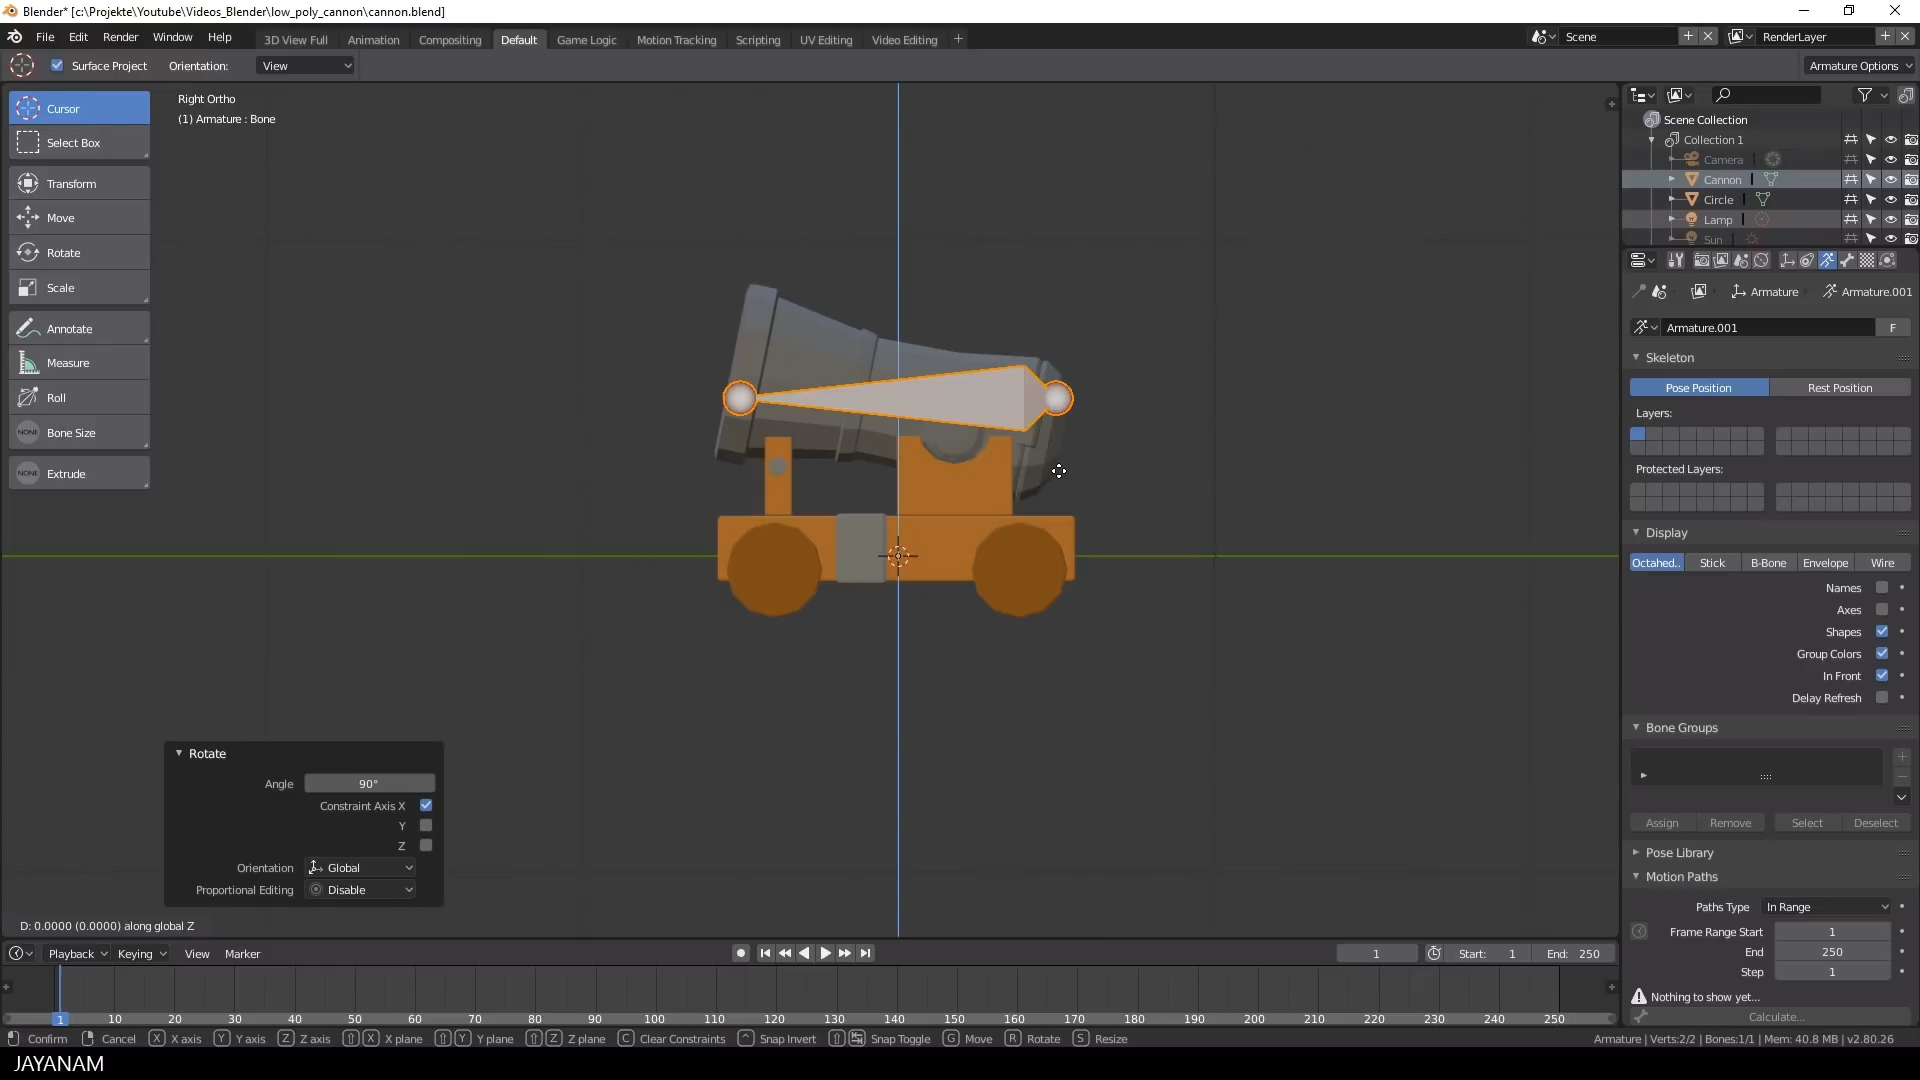 Blender* [c:\Projekte\Youtube\Videos_Blender\low_poly_cannon\cannon.blend]
File Edit Render Window Help
3D View Full Animation Compositing Default Game Logic Motion Tracking Scripting UV Editing Video Editing
Scene
RenderLayer
Surface Project Orientation: View
Armature Options
Cursor
Select Box
Transform
Move
Rotate
Scale
Annotate
Measure
Roll
NONE Bone Size
NONE Extrude
Right Ortho
(1) Armature : Bone
Scene Collection
Collection 1
Camera
Cannon
Circle
Lamp
Sun
Armature
Armature.001
Armature.001 F
Skeleton
Pose Position Rest Position
Layers:
Protected Layers:
Display
Octahed.. Stick B-Bone Envelope Wire
Names
Axes
Shapes
Group Colors
In Front
Delay Refresh
Bone Groups
Assign Remove Select Deselect
Pose Library
Motion Paths
Paths Type In Range
Frame Range Start 1
End 250
Step 1
Nothing to show yet...
Calculate...
Rotate
Angle 90°
Constraint Axis X
Y
Z
Orientation Global
Proportional Editing Disable
D: 0.0000 (0.0000) along global Z
Playback Keying View Marker
1 Start: 1 End: 250
1 10 20 30 40 50 60 70 80 90 100 110 120 130 140 150 160 170 180 190 200 210 220 230 240 250
Confirm Cancel X X axis Y Y axis Z Z axis X X plane Y Y plane Z Z plane C Clear Constraints ^ Snap Invert Snap Toggle G Move R Rotate S Resize
Armature | Verts:2/2 | Bones:1/1 | Mem: 40.8 MB | v2.80.26
JAYANAM